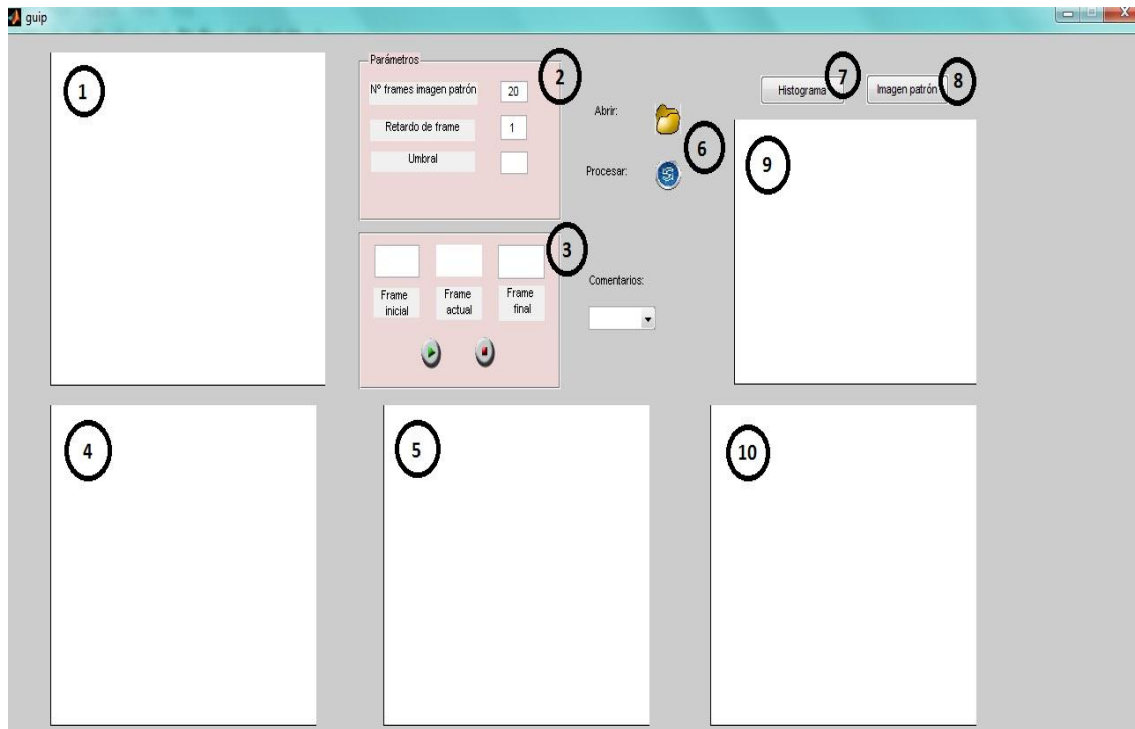 guip
1
Parámetros
2
Nº frames imagen patrón 20
Retardo de frame 1
Umbral
3
Frame inicial
Frame actual
Frame final
Abrir:
Procesar:
6
Comentarios:
Histograma
7
Imagen patrón
8
9
4
5
10